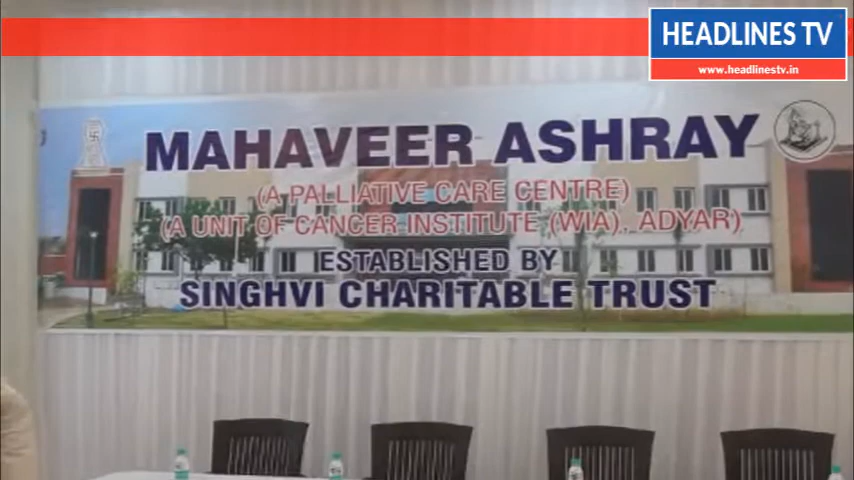 HEADLINES TV
www.headlinestv.in
MAHAVEER ASHRAY
(A PALLIATIVE CARE CENTRE)
(A UNIT OF CANCER INSTITUTE (WIA), ADYAR)
ESTABLISHED BY
SINGHVI CHARITABLE TRUST